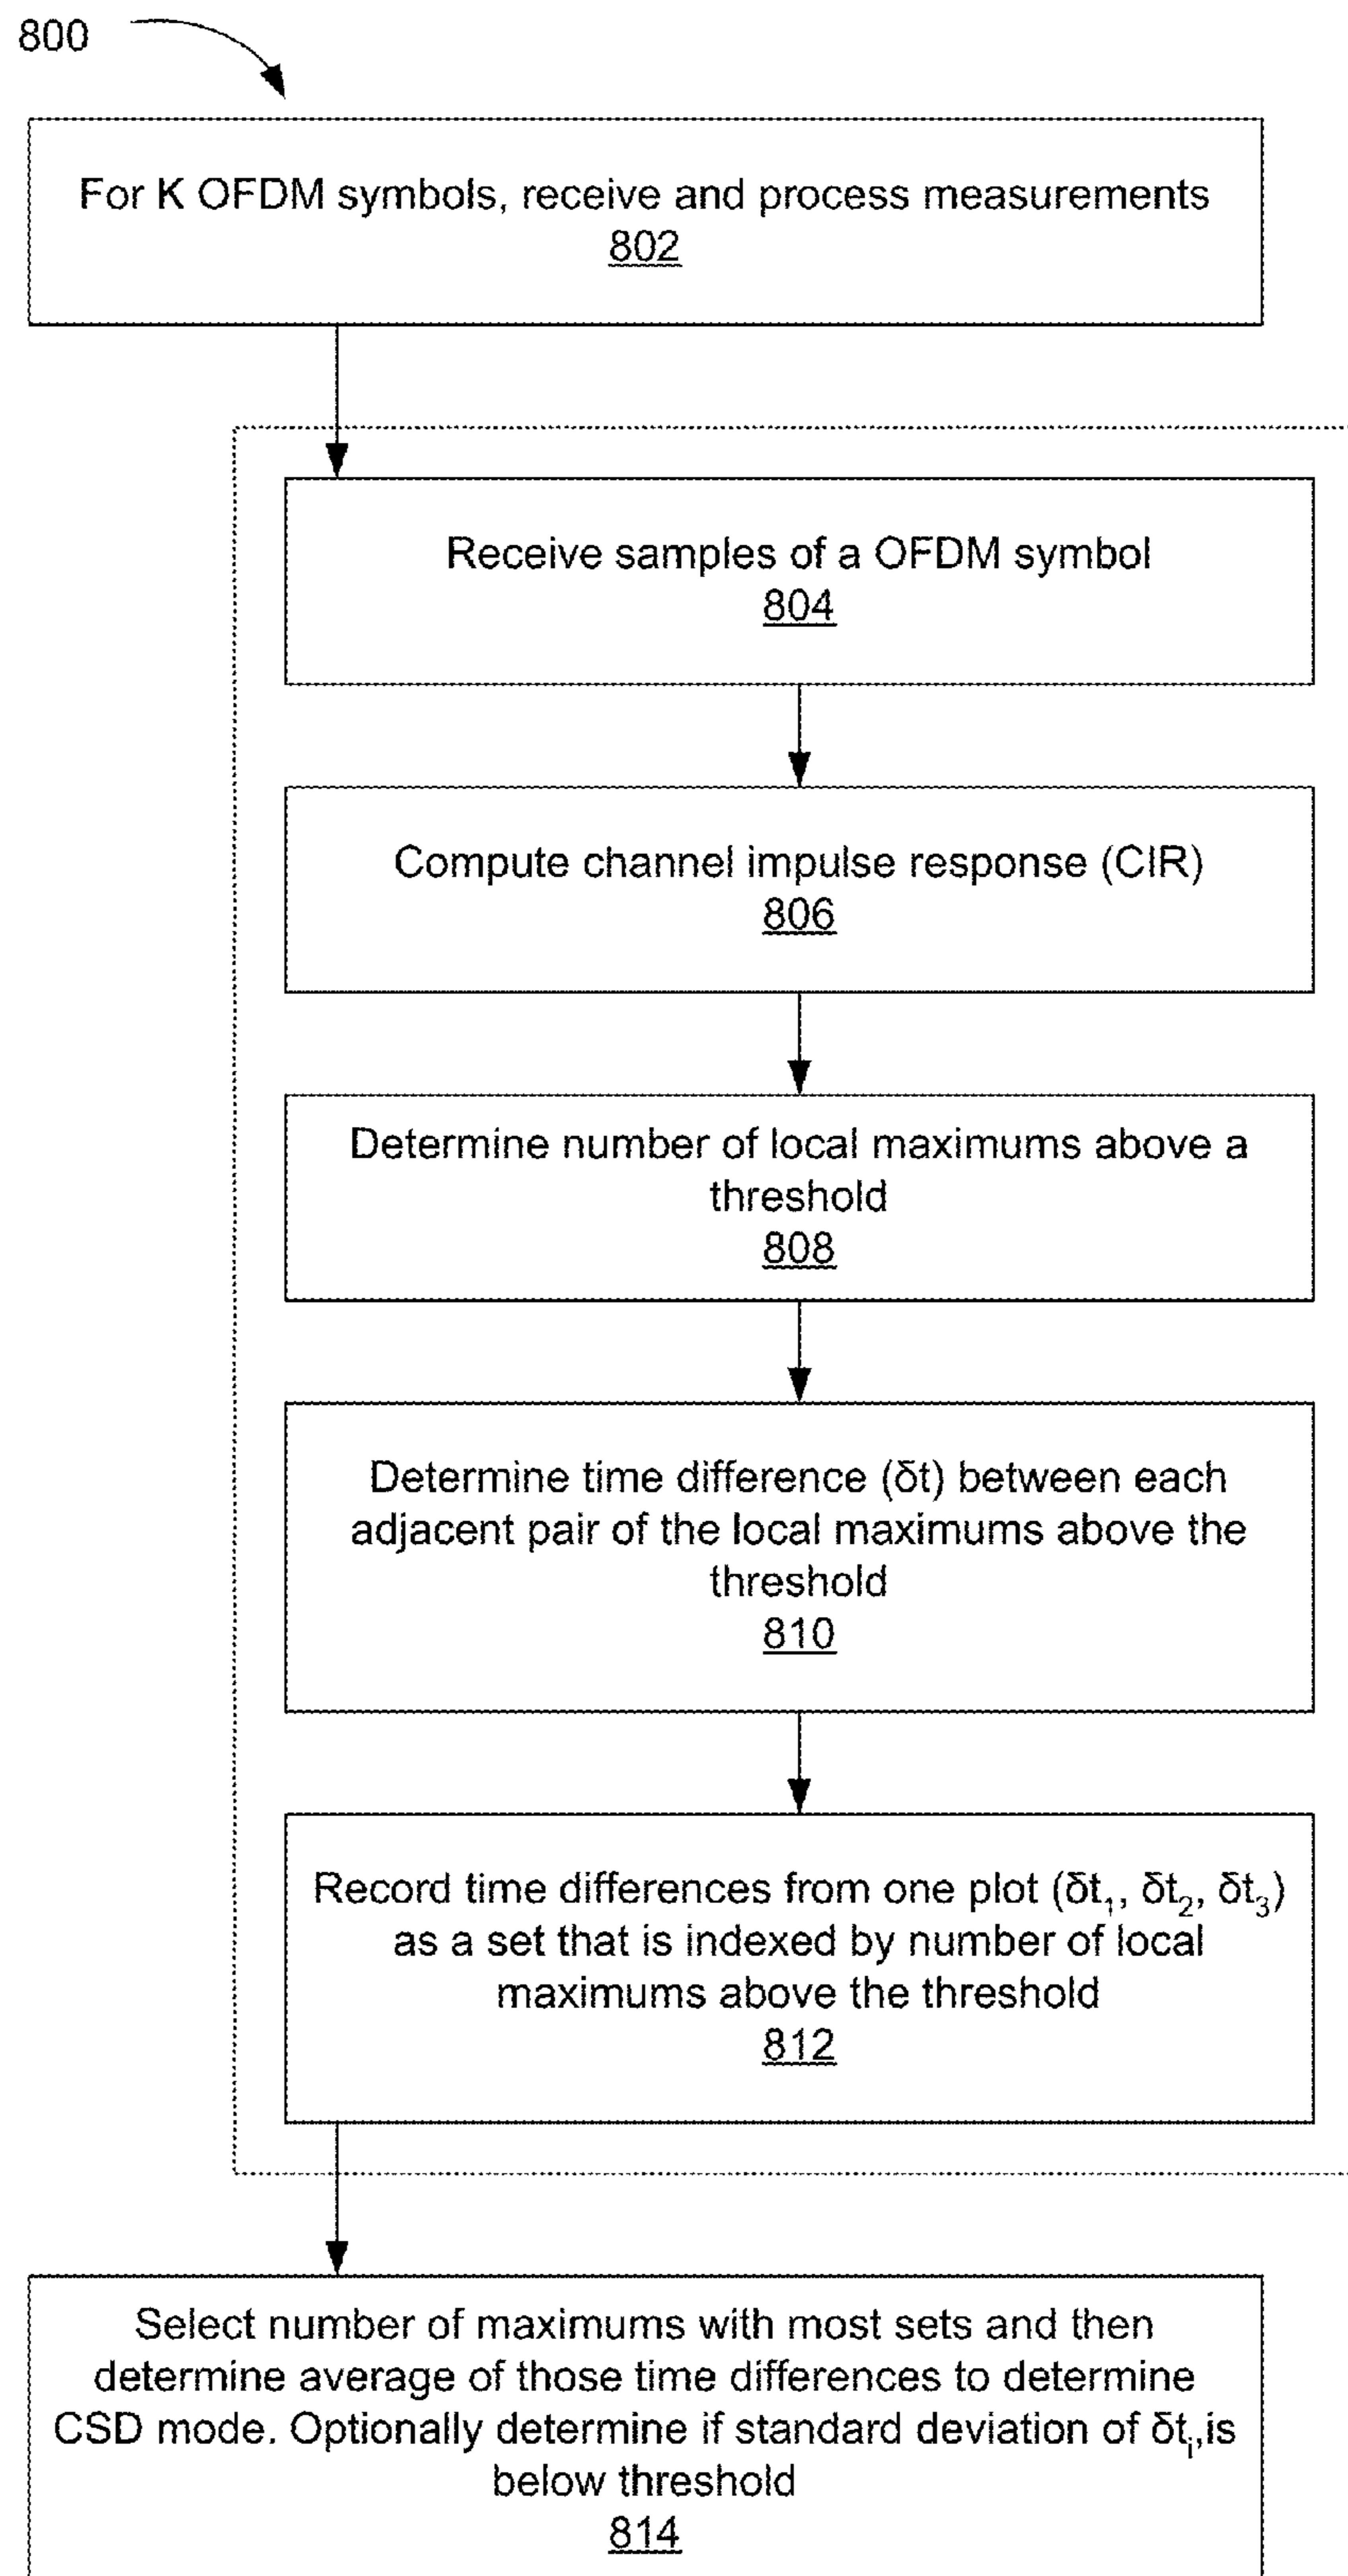 800
For K OFDM symbols, receive and process measurements
802
Receive samples of a OFDM symbol
804
Compute channel impulse response (CIR)
806
Determine number of local maximums above a
threshold
808
Determine time difference (δt) between each
adjacent pair of the local maximums above the
threshold
810
Record time differences from one plot (δt₁, δt₂, δt₃)
as a set that is indexed by number of local
maximums above the threshold
812
Select number of maximums with most sets and then
determine average of those time differences to determine
CSD mode. Optionally determine if standard deviation of δtᵢ,is
below threshold
814